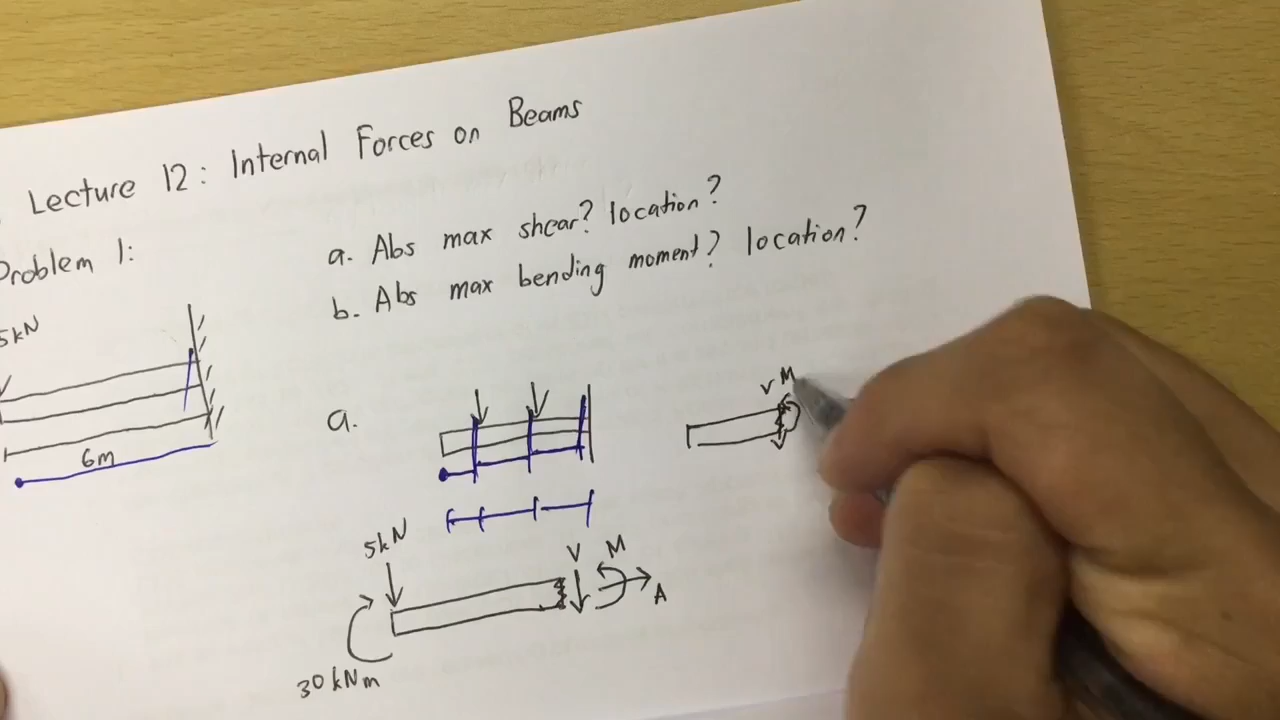 Lecture 12: Internal Forces on Beams
Problem 1:
a. Abs max shear? location?
b. Abs max bending moment? location?
5kN
6m
a.
V M
5kN
V
M
A
30 kNm